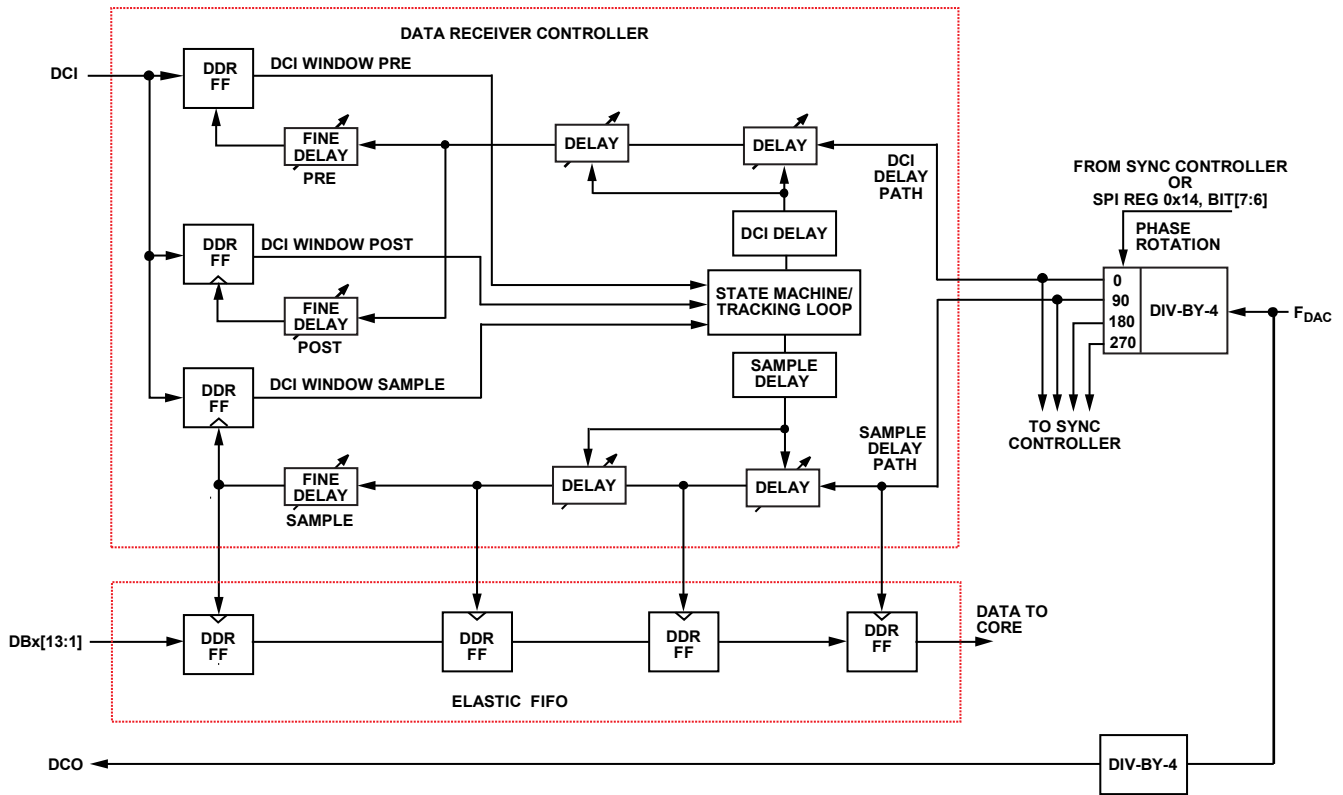 DATA RECEIVER CONTROLLER
DCI
DDR
FF
DCI WINDOW PRE
FINE
DELAY
PRE
DELAY
DELAY
DCI
DELAY
PATH
FROM SYNC CONTROLLER
OR
SPI REG 0x14, BIT[7:6]
PHASE
ROTATION
DDR
FF
DCI WINDOW POST
DCI DELAY
FINE
DELAY
POST
STATE MACHINE/
TRACKING LOOP
0
90
180
270
DIV-BY-4
FDAC
DDR
FF
DCI WINDOW SAMPLE
SAMPLE
DELAY
TO SYNC
CONTROLLER
SAMPLE
DELAY
PATH
FINE
DELAY
SAMPLE
DELAY
DELAY
DBx[13:1]
DDR
FF
DDR
FF
DDR
FF
DDR
FF
DATA TO
CORE
ELASTIC FIFO
DCO
DIV-BY-4